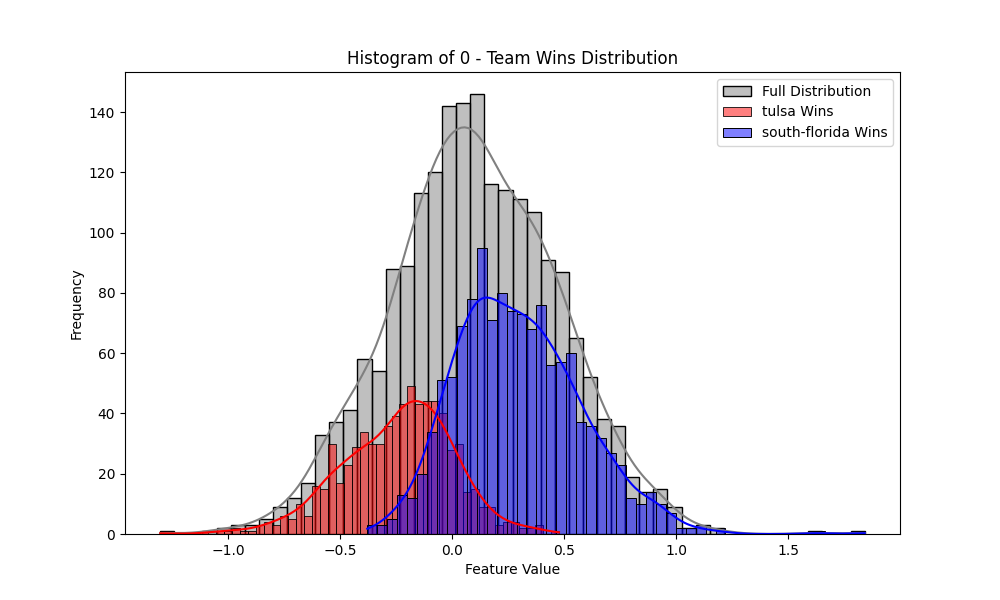 Histogram of 0 - Team Wins Distribution
Full Distribution
tulsa Wins
south-florida Wins
Frequency
140
120
100
80
60
40
20
0
−1.0 −0.5 0.0 0.5 1.0 1.5
Feature Value